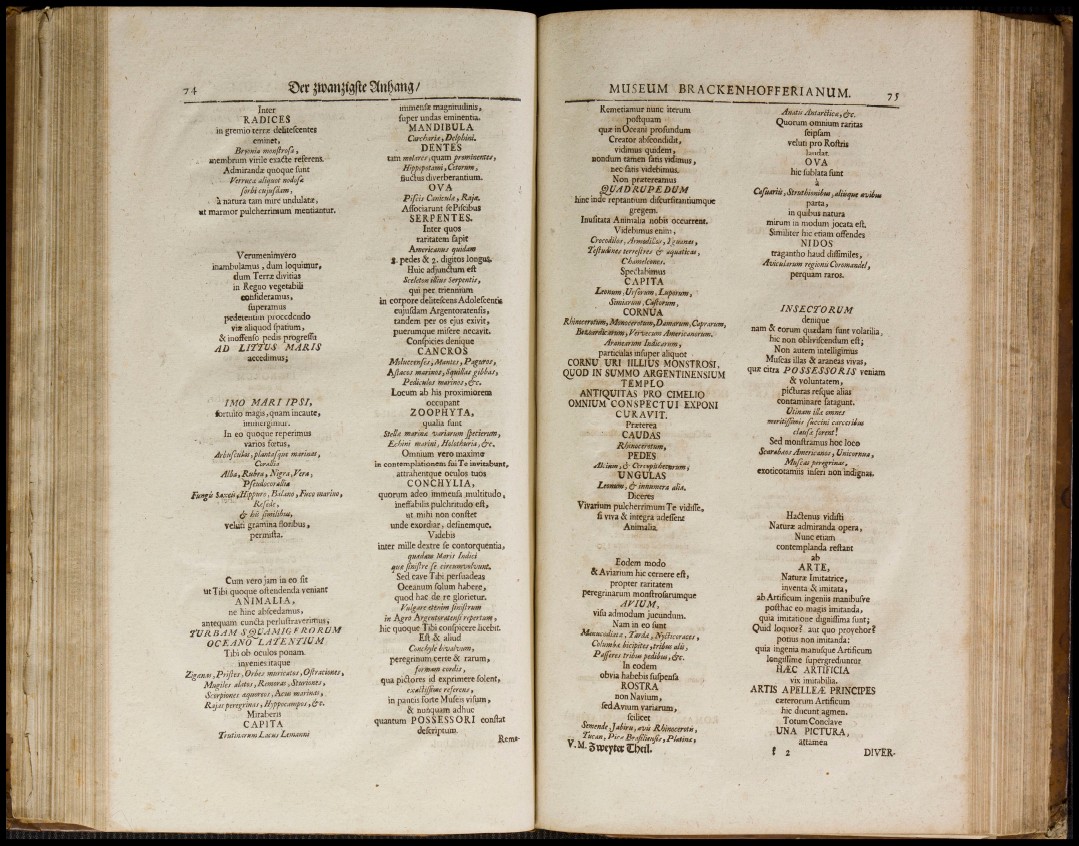 74 Der zwanzigste Anhang/
Inter
RADICES
in gremio terræ delitescentes
eminet,
Bryonia monstrosa,
membrum virile exacte referens.
Admirandæ quoque sunt
Verrucæ aliquot nodosæ
sorbi cujusdam,
à natura tam mire undulatæ,
ut marmor pulcherrimum mentiantur.
Verumenimvero
inambulamus, dum loquimur,
dum Terræ divitias
in Regno vegetabili
consideramus,
superamus
pedetentim procedendo
viæ aliquod spatium,
& inoffenso pedis progressu
AD LITTUS MARIS
accedimus;
IMO MARI IPSI,
fortuito magis, quam incaute,
immergimur.
In eo quoque reperimus
varios fœtus,
Arbusculas, plantasque marinas,
Corallia
Alba, Rubra, Nigra, Vera,
Pseudocorallia
Fungis Saxeis, Hippuro, Balano, Fuco marino,
Resedæ,
& his similibus,
veluti gramina floribus,
permista.
Cum vero jam in eo sit
ut Tibi quoque ostendenda veniant
ANIMALIA,
ne hinc abscedamus,
antequam cuncta perlustraverimus;
TURBAM SQUAMIGERORUM
OCEANO LATENTIUM
Tibi ob oculos ponam.
invenies itaque
Zigænas, Pristes, Orbes muricatos, Ostraciones,
Mugiles alatos, Remoras, Sturiones,
Scorpiones æquoreos, Acus marinas,
Rajas peregrinas, Hyppocampos, &c.
Miraberis
CAPITA
Trutinarum Lacus Lemanni
immensæ magnitudinis,
super undas eminentia.
MANDIBULA
Carchariæ, Delphini.
DENTES
tam molares, quam prominentes,
Hippopotami, Cetorum,
fluctus diverberantium.
OVA
Piscis Caniculæ, Rajæ.
Associarunt se Piscibus
SERPENTES.
Inter quos
raritatem sapit
Americanus quidam
8. pedes & 2. digitos longus.
Huic adjunctum est
Sceleton illius Serpentis,
qui per triennium
in corpore delitescens Adolescentis
cujusdam Argentoratensis,
tandem per os ejus exivit,
puerumque misere necavit.
Conspicies denique
CANCROS
Moluccenses, Mantes, Paguros,
Astacos marinos, Squillas gibbas,
Pediculos marinos, &c.
Locum ab his proximiorem
occupant
ZOOPHYTA,
qualia sunt
Stellæ marinæ variarum specierum,
Echini marini, Holothuria, &c.
Omnium vero maxime
in contemplationem sui Te invitabunt,
attrahentque oculos tuos
CONCHYLIA,
quorum adeo immensa multitudo,
ineffabilis pulchritudo est,
ut mihi non constet
unde exordiar, desinemque.
Videbis
inter mille dextre se contorquentia,
quædam Maris Indici
quæ sinistre se circumvolvunt.
Sed cave Tibi persuadeas
Oceanum solum habere,
quod hac de re glorietur.
Vulgare etenim sinistrum
in Agro Argentoratensi repertum,
hic quoque Tibi conspicere licebit.
Est & aliud
Conchyle bivalvum,
peregrinum certe & rarum,
formam cordis,
qua pictores id exprimere solent,
exactissime referens,
in paucis forte Museis visum,
& nunquam adhuc
quantum POSSESSORI constat
descriptum.
Reme-
MUSEUM BRACKENHOFFERIANUM. 75
Remetiamur nunc iterum
postquam
quæ in Oceani profundum
Creator abscondidit,
vidimus quidem,
nondum tamen satis vidimus,
nec satis videbimus.
Non prætereamus
QUADRUPEDUM
hinc inde reptantium discursitantiumque
gregem.
Inusitata Animalia nobis occurrent.
Videbimus enim,
Crocodilos, Armodillos, Yguanas,
Testudines terrestres & aquaticas,
Chamæleones.
Spectabimus
CAPITA
Leonum, Ursorum, Luporum,
Simiarum, Castorum,
CORNUA
Rhinocerotum, Monocerotum, Damarum, Caprarum,
Bezoardicarum, Vervecum Americanorum.
Arantarum Indicarum,
particulas insuper aliquot
CORNU URI ILLIUS MONSTROSI,
QUOD IN SUMMO ARGENTINENSIUM
TEMPLO
ANTIQUITAS PRO CIMELIO
OMNIUM CONSPECTUI EXPONI
CURAVIT.
Præterea
CAUDAS
Rhinocerotum,
PEDES
Alcium, & Cercopithecorum,
UNGULAS
Leonum, & innumera alia.
Diceres
Vivarium pulcherrimum Te vidisse,
si viva & integra adessent
Animalia.
Eodem modo
& Aviarium hic cernere est,
propter raritatem
peregrinarum monstrosarumque
AVIUM,
visu admodum jucundum.
Nam in eo sunt
Manucodiata, Tarda, Nycticoraces,
Columbæ bicipites, tribus alis,
Passeres tribus pedibus, &c.
In eodem
obvia habebis suspensa
ROSTRA
non Navium,
sed Avium variarum,
scilicet
Semende, Jabiru, avis Rhinocerotis,
Tucan, Picæ Brasiliensis, Plateæ,
V. M. Zweyter Theil.
Anatis Antarcticæ, &c.
Quorum omnium raritas
seipsam
veluti pro Rostris
laudat.
OVA
hic sublata sunt
à
Casuariis, Struthionibus, aliisque avibus
parta,
in quibus natura
mirum in modum jocata est.
Similiter hic etiam offendes
NIDOS
tragantho haud dissimiles,
Avicularum regionis Coromandel,
perquam raros.
INSECTORUM
denique
nam & eorum quædam sunt volatilia,
hic non obliviscendum est;
Non autem intelligimus
Muscas illas & araneas vivas,
quæ citra POSSESSORIS veniam
& voluntatem,
picturas resque alias
contaminare satagunt.
Utinam illæ omnes
meritissimis succini carceribus
clausæ forent!
Sed monstramus hoc loco
Scarabæos Americanos, Unicornua,
Muscas peregrinas,
exoticotamiis inseri non indignas.
Hactenus vidisti
Naturæ admiranda opera,
Nunc etiam
contemplanda restant
ab
ARTE,
Naturæ Imitatrice,
inventa & imitata,
ab Artificum ingeniis manibusve
posthac eo magis imitanda,
quia imitatione dignissima sunt;
Quid loquor? aut quo provehor?
potius non imitanda:
quia ingenia manusque Artificum
longissime supergrediuntur
HÆC ARTIFICIA
vix imitabilia.
ARTIS APELLEÆ PRINCIPES
cæterorum Artificum
hic ducunt agmen.
Totum Conclave
UNA PICTURA,
attamen
f 2 DIVER-